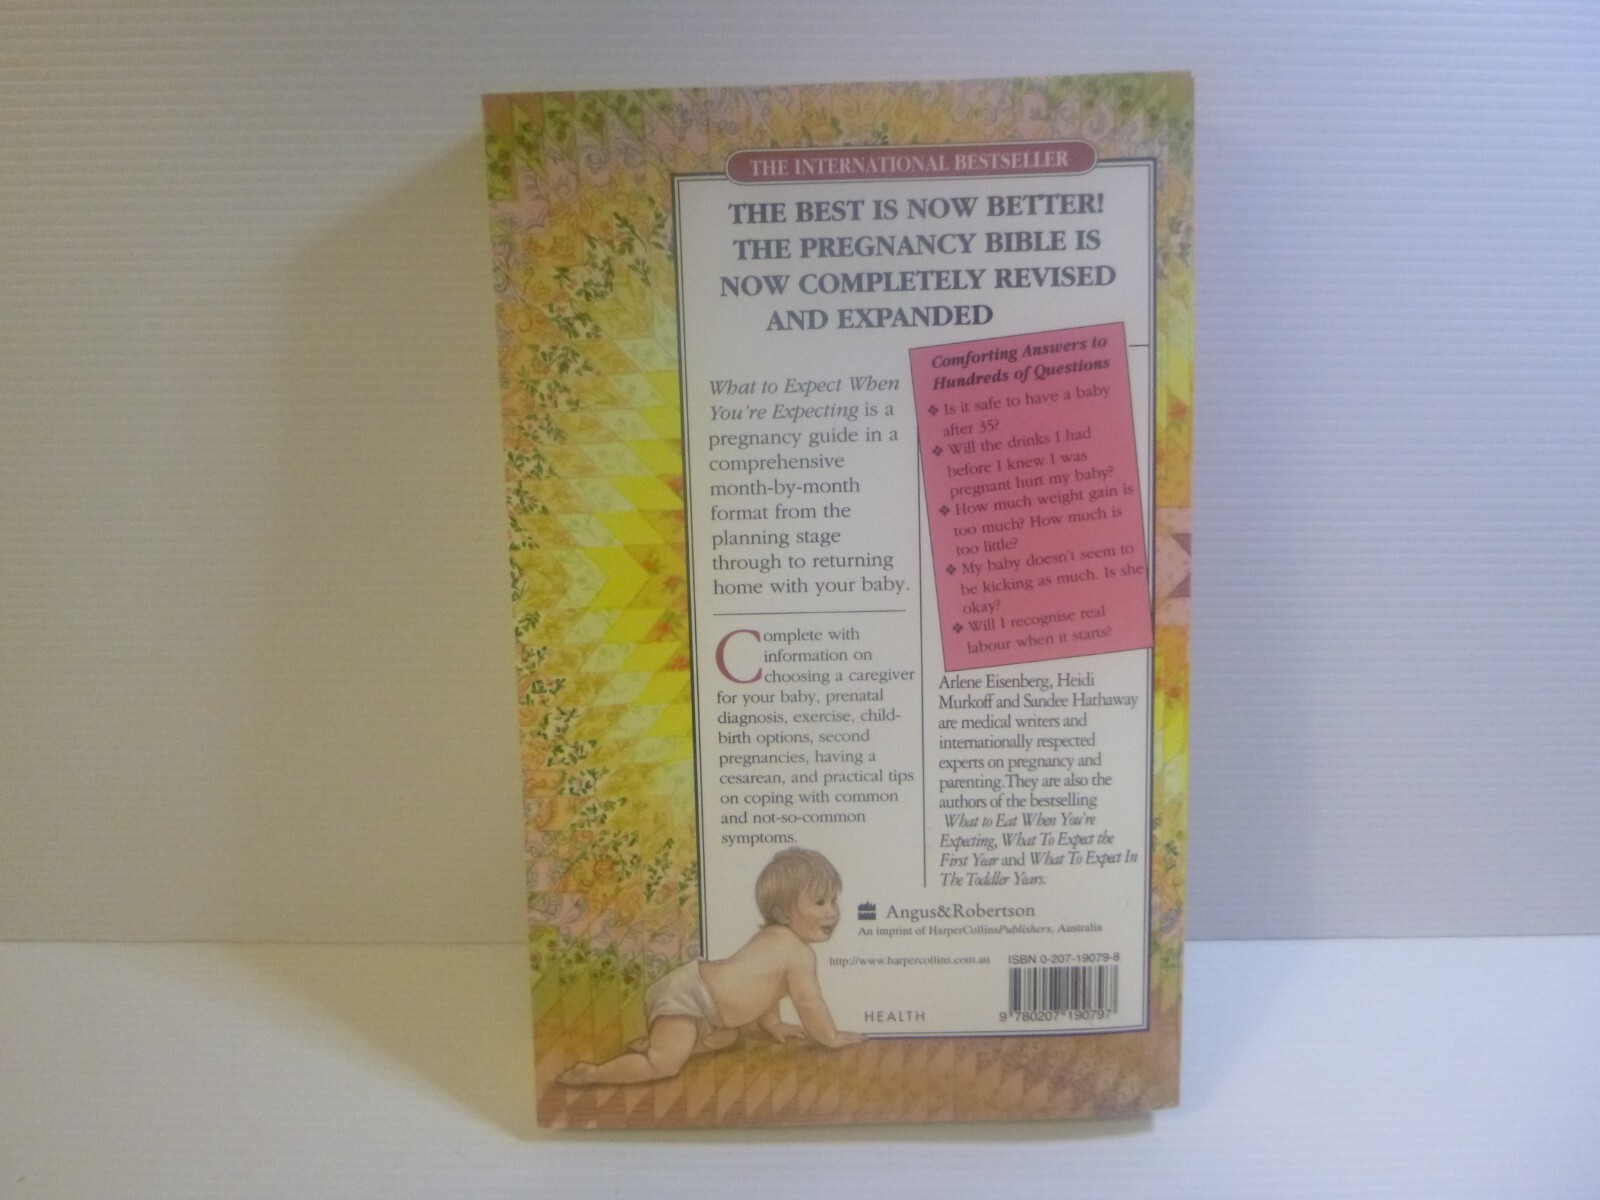 THE INTERNATIONAL BESTSELLER
THE BEST IS NOW BETTER!
THE PREGNANCY BIBLE IS
NOW COMPLETELY REVISED
AND EXPANDED
What to Expect When
You're Expecting is a
pregnancy guide in a
comprehensive
month-by-month
format from the
planning stage
through to returning
home with your baby.
Complete with
information on
choosing a caregiver
for your baby, prenatal
diagnosis, exercise, child-
birth options, second
pregnancies, having a
cesarean, and practical tips
on coping with common
and not-so-common
symptoms.
Comforting Answers to
Hundreds of Questions
❖ Is it safe to have a baby
after 35?
❖ Will the drinks I had
before I knew I was
pregnant hurt my baby?
❖ How much weight gain is
too much? How much is
too little?
❖ My baby doesn't seem to
be kicking as much. Is she
okay?
❖ Will I recognise real
labour when it starts?
Arlene Eisenberg, Heidi
Murkoff and Sandee Hathaway
are medical writers and
internationally respected
experts on pregnancy and
parenting.They are also the
authors of the bestselling
What to Eat When You're
Expecting, What To Expect the
First Year and What To Expect In
The Toddler Years.
Angus&Robertson
An imprint of HarperCollinsPublishers, Australia
http://www.harpercollins.com.au
ISBN 0-207-19079-8
9 780207 190797
HEALTH